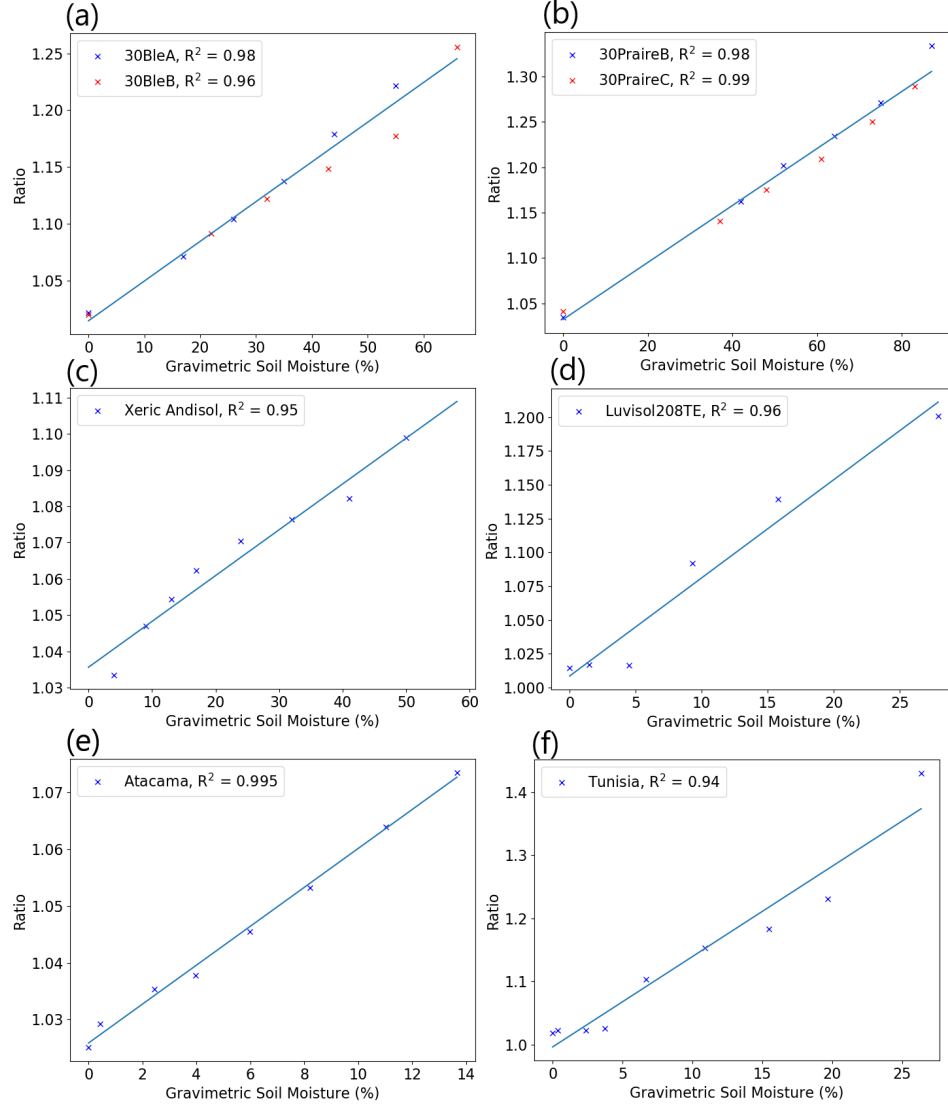 (a)
30BleA, R² = 0.98
30BleB, R² = 0.96
1.25
1.20
1.15
1.10
1.05
Ratio
0 10 20 30 40 50 60
Gravimetric Soil Moisture (%)
(b)
30PraireB, R² = 0.98
30PraireC, R² = 0.99
1.30
1.25
1.20
1.15
1.10
1.05
Ratio
0 20 40 60 80
Gravimetric Soil Moisture (%)
(c)
Xeric Andisol, R² = 0.95
1.11
1.10
1.09
1.08
1.07
1.06
1.05
1.04
1.03
Ratio
0 10 20 30 40 50 60
Gravimetric Soil Moisture (%)
(d)
Luvisol208TE, R² = 0.96
1.200
1.175
1.150
1.125
1.100
1.075
1.050
1.025
1.000
Ratio
0 5 10 15 20 25
Gravimetric Soil Moisture (%)
(e)
Atacama, R² = 0.995
1.07
1.06
1.05
1.04
1.03
Ratio
0 2 4 6 8 10 12 14
Gravimetric Soil Moisture (%)
(f)
Tunisia, R² = 0.94
1.4
1.3
1.2
1.1
1.0
Ratio
0 5 10 15 20 25
Gravimetric Soil Moisture (%)